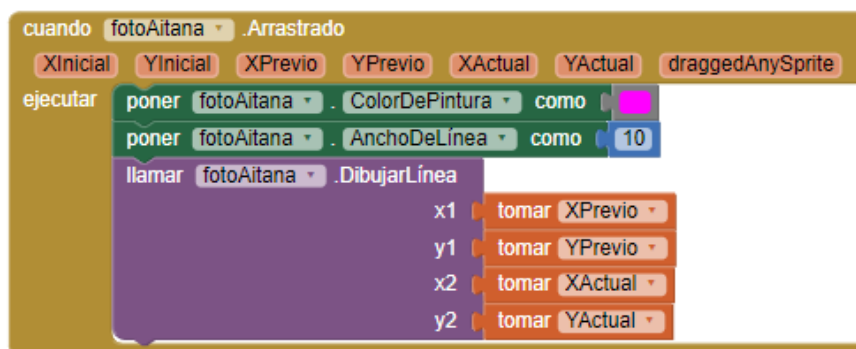 cuando fotoAitana .Arrastrado
XInicial YInicial XPrevio YPrevio XActual YActual draggedAnySprite
ejecutar poner fotoAitana . ColorDePintura como
poner fotoAitana . AnchoDeLínea como 10
llamar fotoAitana .DibujarLínea
x1 tomar XPrevio
y1 tomar YPrevio
x2 tomar XActual
y2 tomar YActual